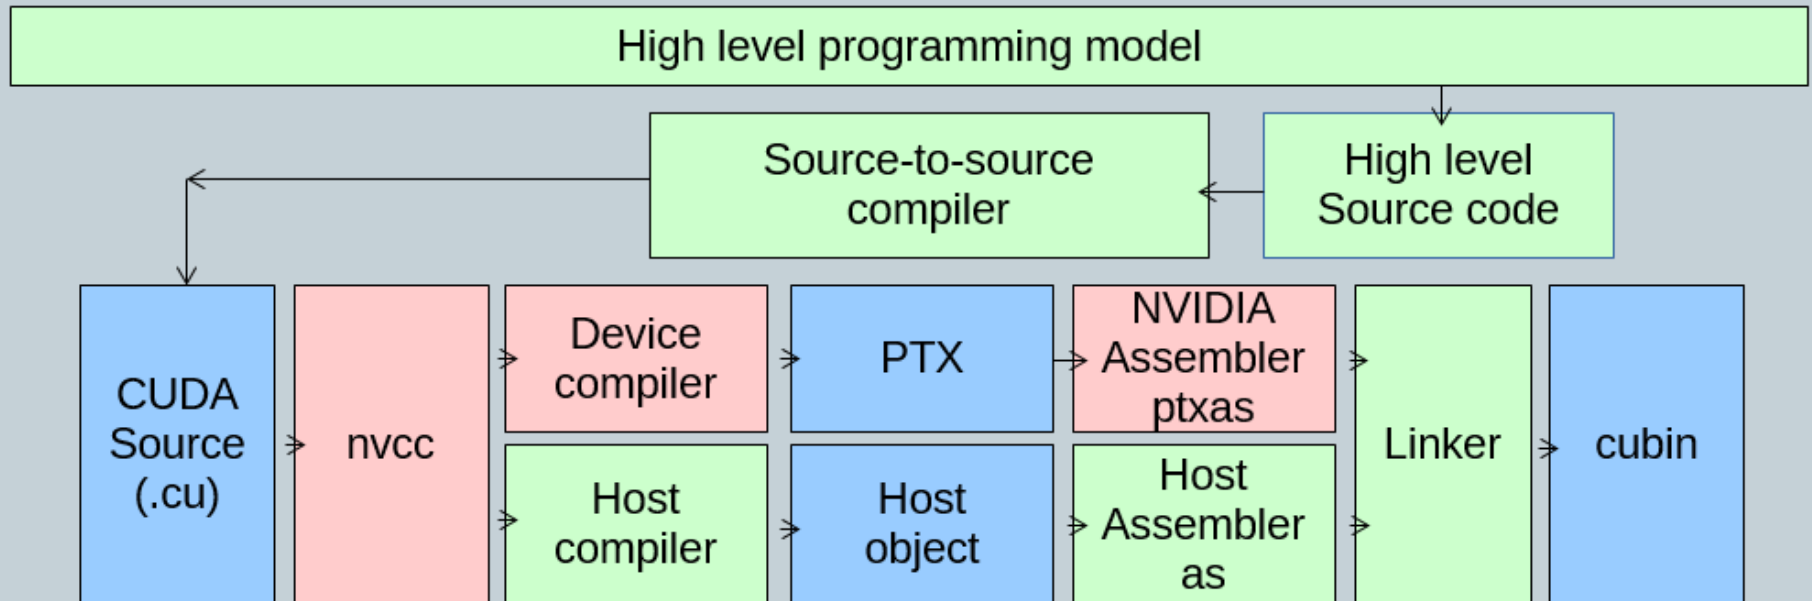 High level programming model
Source-to-source
compiler
High level
Source code
CUDA
Source
(.cu)
nvcc
Device
compiler
PTX
NVIDIA
Assembler
ptxas
Host
compiler
Host
object
Host
Assembler
as
Linker
cubin